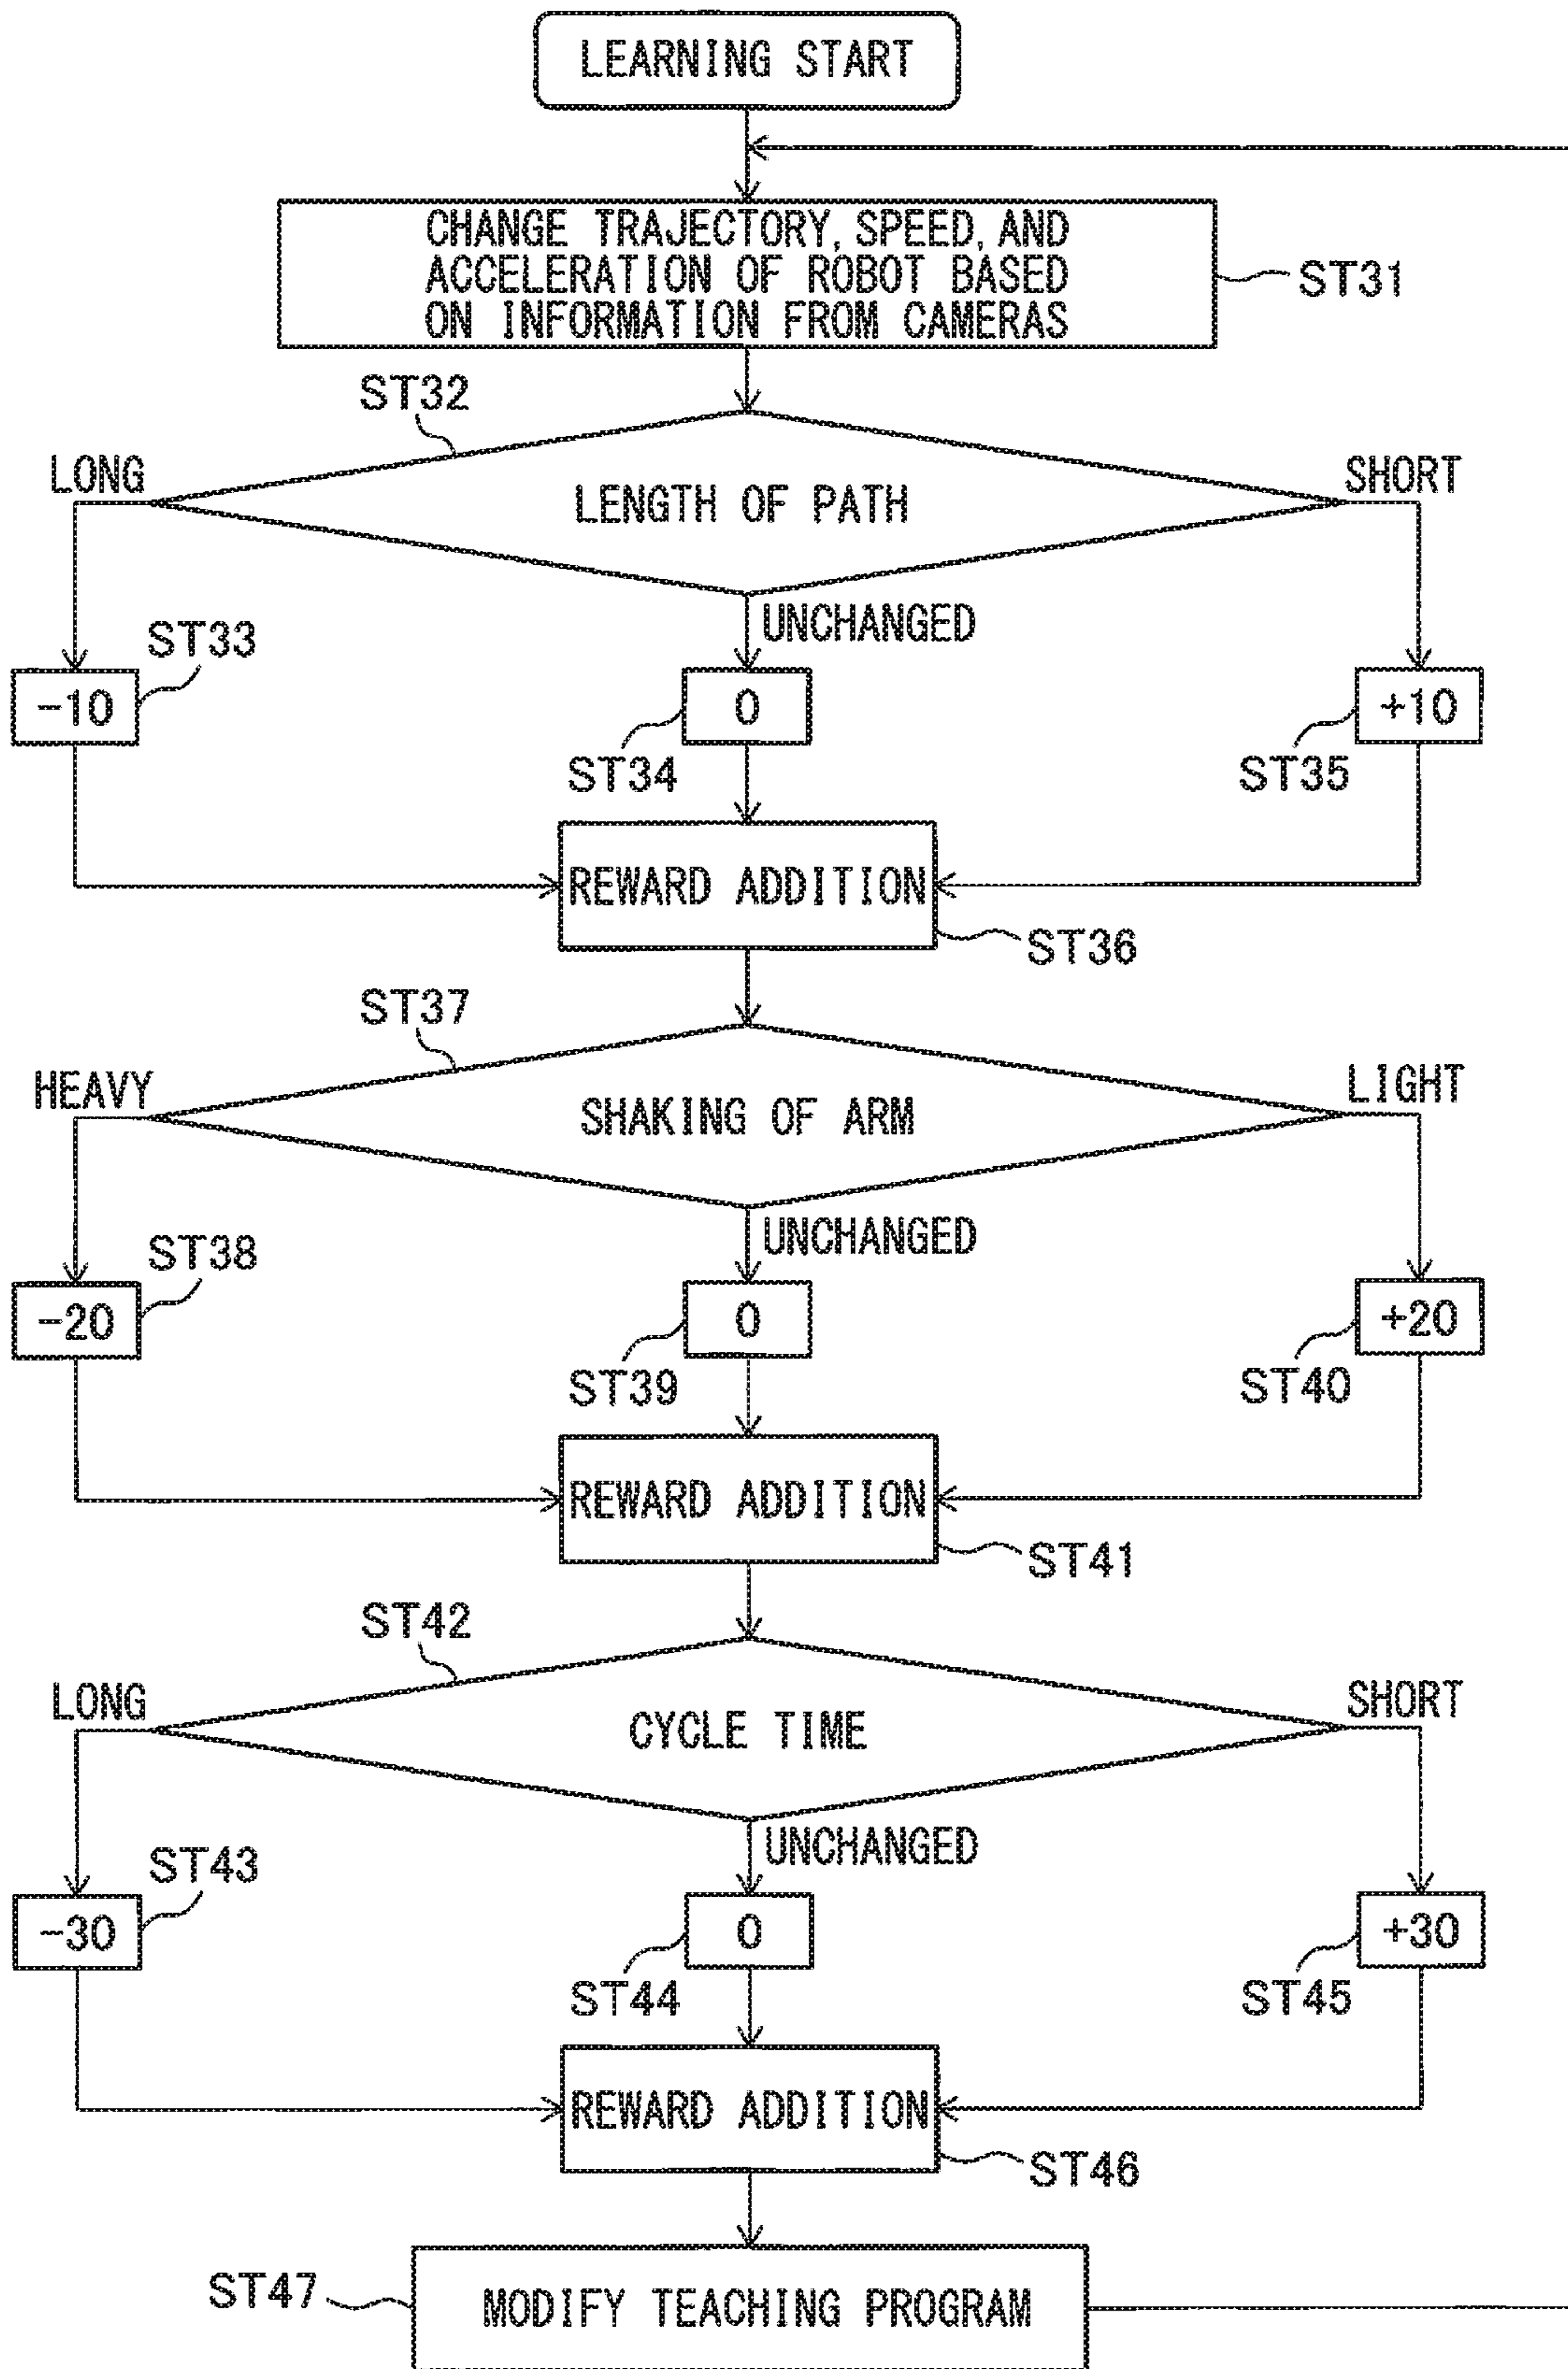 LEARNING START
CHANGE TRAJECTORY, SPEED, AND
ACCELERATION OF ROBOT BASED
ON INFORMATION FROM CAMERAS
ST31
ST32
LONG
SHORT
LENGTH OF PATH
UNCHANGED
ST33
-10
0
+10
ST34
ST35
REWARD ADDITION
ST36
ST37
HEAVY
LIGHT
SHAKING OF ARM
UNCHANGED
ST38
-20
0
+20
ST39
ST40
REWARD ADDITION
ST41
ST42
LONG
SHORT
CYCLE TIME
UNCHANGED
ST43
-30
0
+30
ST44
ST45
REWARD ADDITION
ST46
ST47
MODIFY TEACHING PROGRAM